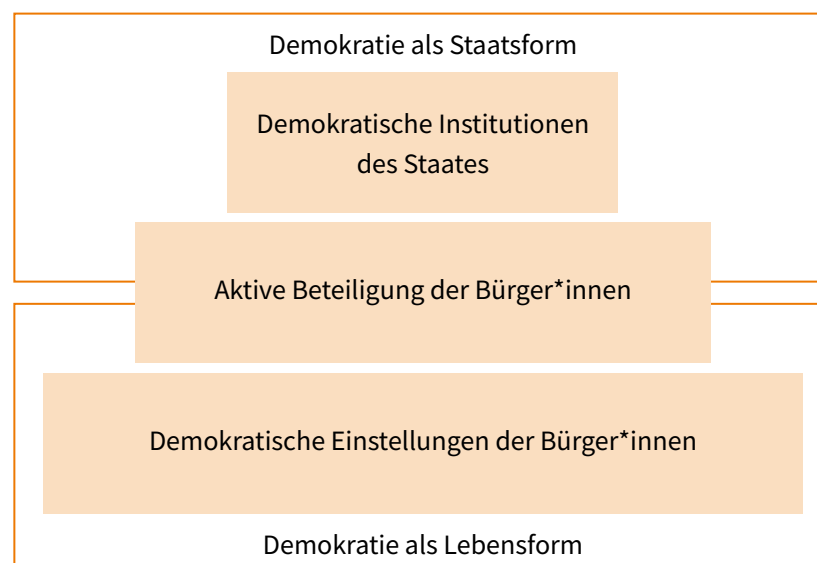 Demokratie als Staatsform
Demokratische Institutionen
des Staates
Aktive Beteiligung der Bürger*innen
Demokratische Einstellungen der Bürger*innen
Demokratie als Lebensform